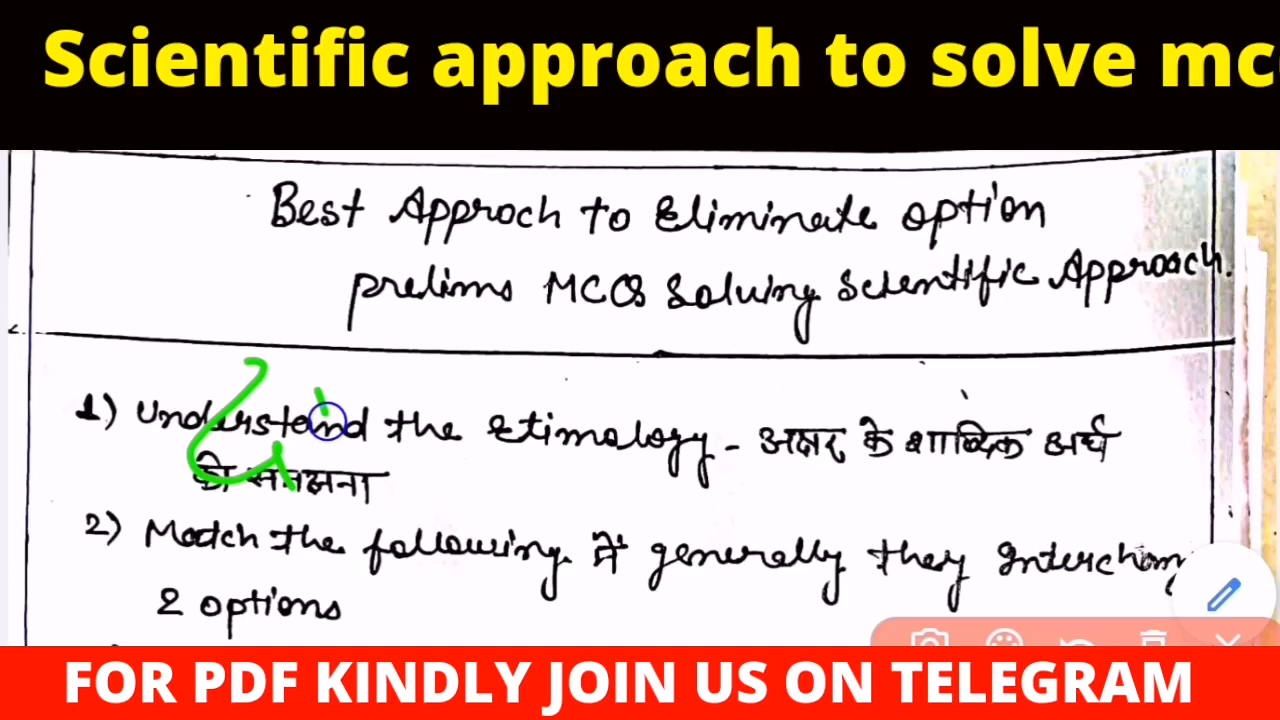 Scientific approach to solve mc
Best Approch to Eliminate option
prelims MCQs Solving Scientific Approach.
1) Understand the Etimology - अक्षर के शाब्दिक अर्थ
को समझना
2) Match the following में generally they Interchang
2 options
FOR PDF KINDLY JOIN US ON TELEGRAM